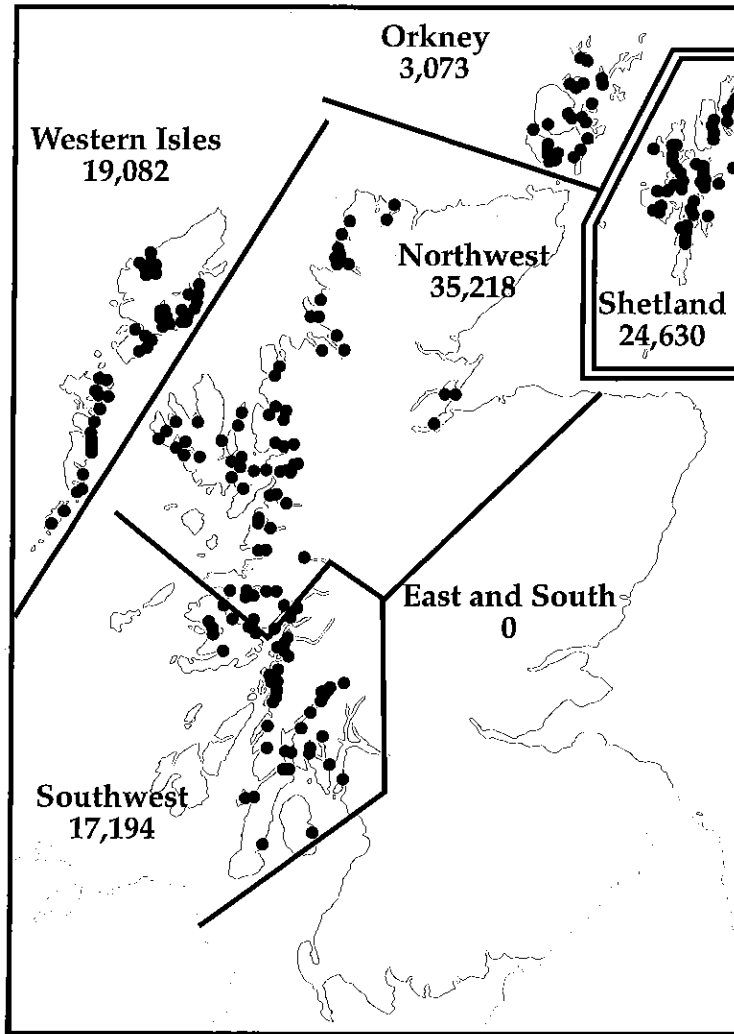 Orkney
3,073
Western Isles
19,082
Northwest
35,218
Shetland
24,630
East and South
0
Southwest
17,194